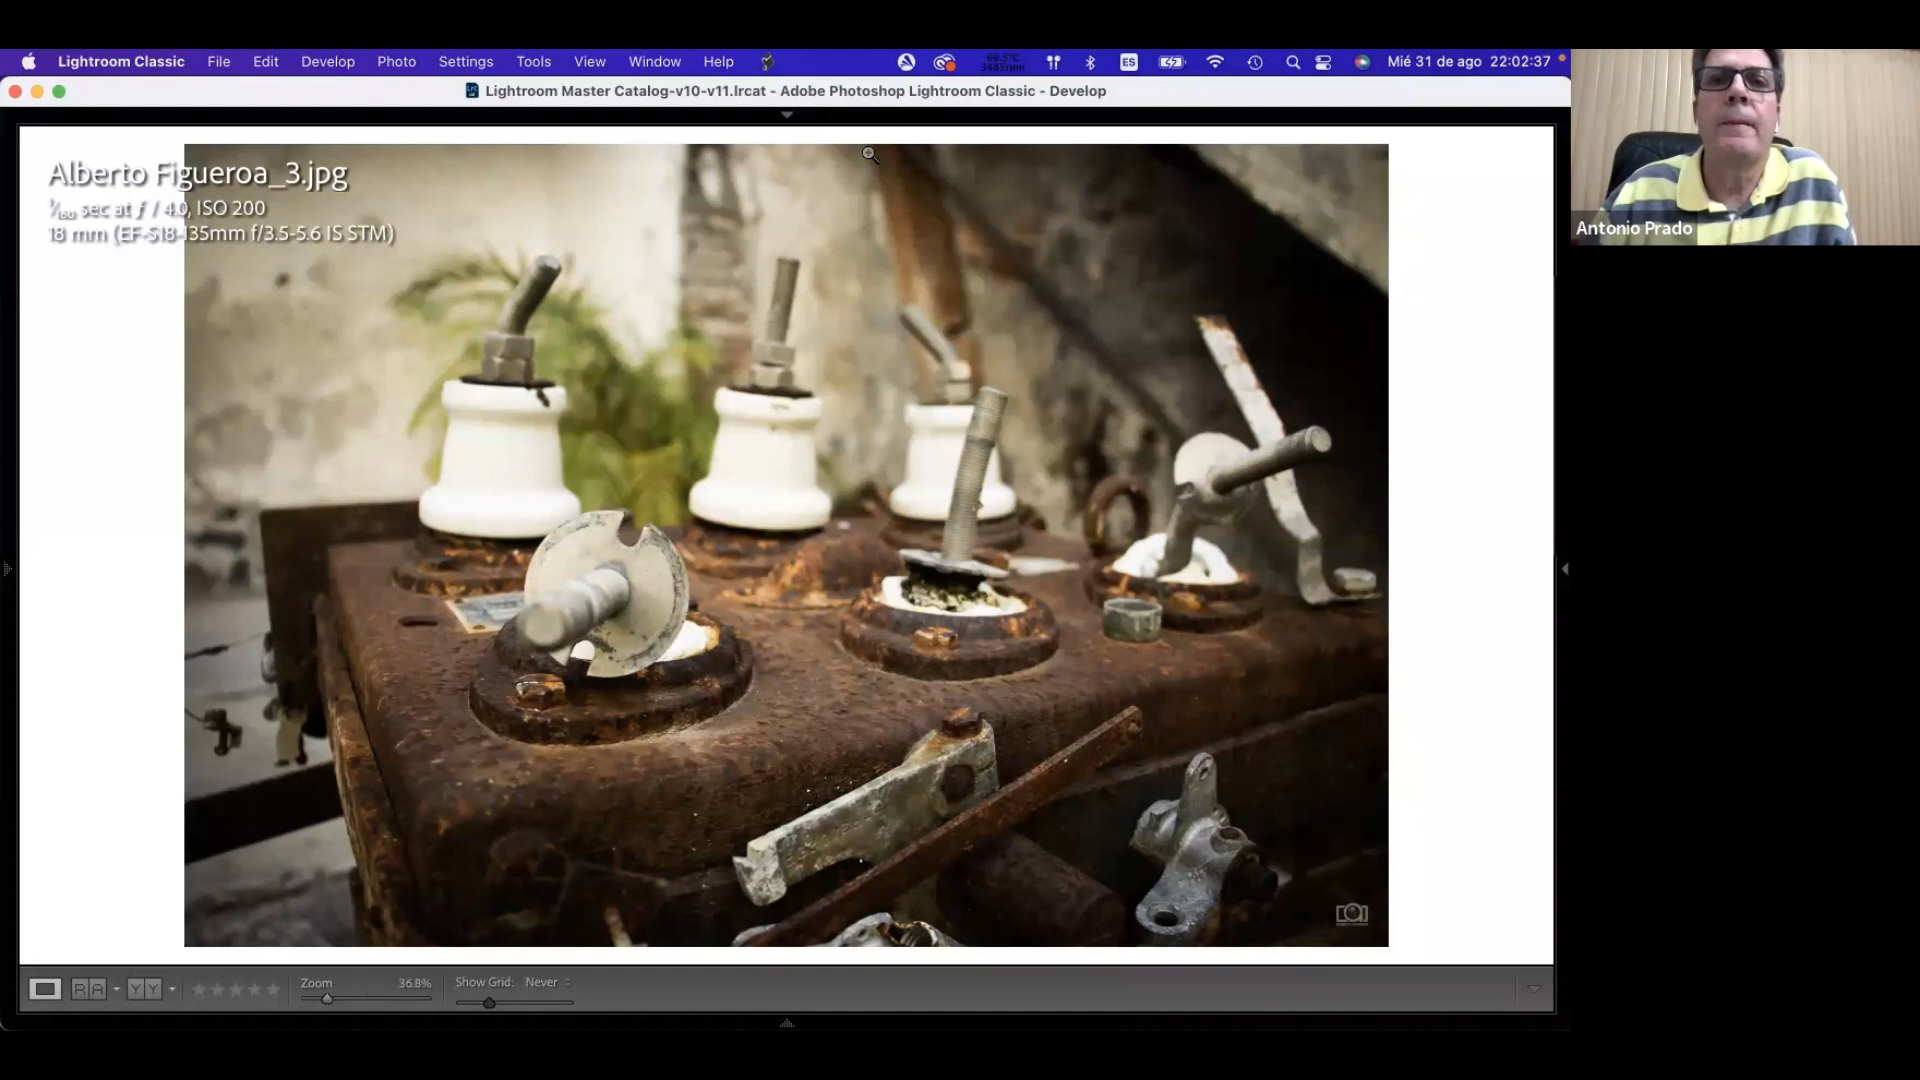 Lightroom Classic File Edit Develop Photo Settings Tools View Window Help ES Mié 31 de ago 22:02:37
Lightroom Master Catalog-v10-v11.lrcat - Adobe Photoshop Lightroom Classic - Develop
Alberto Figueroa_3.jpg
1/160 sec at ƒ / 4.0, ISO 200
18 mm (EF-S18-135mm f/3.5-5.6 IS STM)
Antonio Prado
R A Y Y Zoom 36.8% Show Grid: Never